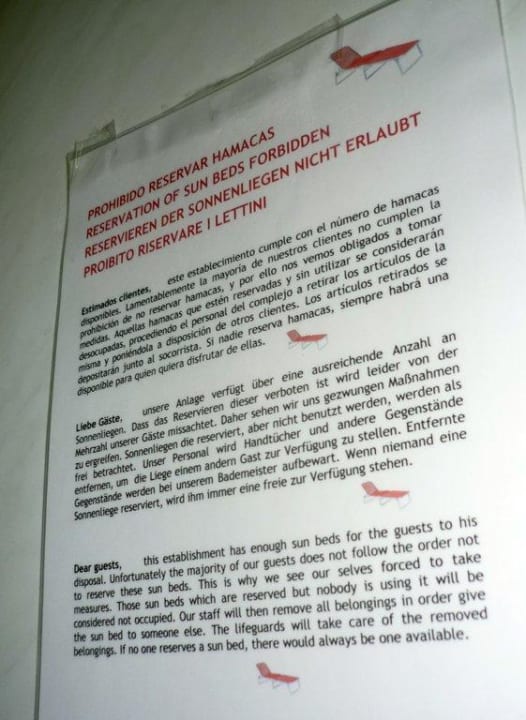 PROHIBIDO RESERVAR HAMACAS
RESERVATION OF SUN BEDS FORBIDDEN
RESERVIEREN DER SONNENLIEGEN NICHT ERLAUBT
PROIBITO RISERVARE I LETTINI
Estimados clientes, este establecimiento cumple con el número de hamacas
disponibles. Lamentablemente la mayoría de nuestros clientes no cumplen la
prohibición de no reservar hamacas, y por ello nos vemos obligados a tomar
medidas. Aquellas hamacas que estén reservadas y sin utilizar se considerarán
desocupadas, procediendo el personal del complejo a retirar los artículos de la
misma y poniéndola a disposición de otros clientes. Los artículos retirados se
depositarán junto al socorrista. Si nadie reserva hamacas, siempre habrá una
disponible para quien quiera disfrutar de ellas.
Liebe Gäste, unsere Anlage verfügt über eine ausreichende Anzahl an
Sonnenliegen. Dass das Reservieren dieser verboten ist wird leider von der
Mehrzahl unserer Gäste missachtet. Daher sehen wir uns gezwungen Maßnahmen
zu ergreifen. Sonnenliegen die reserviert, aber nicht benutzt werden, werden als
frei betrachtet. Unser Personal wird Handtücher und andere Gegenstände
entfernen, um die Liege einem andern Gast zur Verfügung zu stellen. Entfernte
Gegenstände werden bei unserem Bademeister aufbewart. Wenn niemand eine
Sonnenliege reserviert, wird ihm immer eine freie zur Verfügung stehen.
Dear guests, this establishment has enough sun beds for the guests to his
disposal. Unfortunately the majority of our guests does not follow the order not
to reserve these sun beds. This is why we see our selves forced to take
measures. Those sun beds which are reserved but nobody is using it will be
considered not occupied. Our staff will then remove all belongings in order give
the sun bed to someone else. The lifeguards will take care of the removed
belongings. If no one reserves a sun bed, there would always be one available.